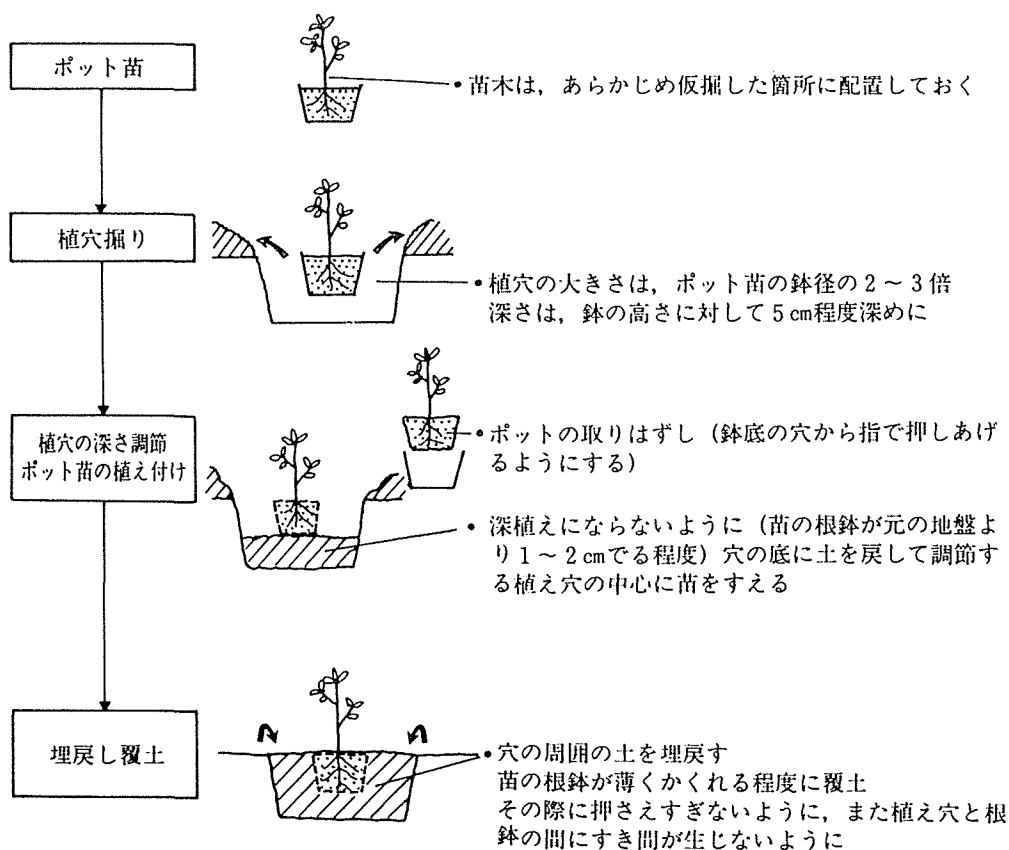 ポット苗
・苗木は，あらかじめ仮掘した箇所に配置しておく
植穴掘り
・植穴の大きさは，ポット苗の鉢径の2～3倍
深さは，鉢の高さに対して5cm程度深めに
植穴の深さ調節
ポット苗の植え付け
・ポットの取りはずし（鉢底の穴から指で押しあげ
るようにする）
・深植えにならないように（苗の根鉢が元の地盤よ
り1～2cmでる程度）穴の底に土を戻して調節す
る植え穴の中心に苗をすえる
埋戻し覆土
・穴の周囲の土を埋戻す
苗の根鉢が薄くかくれる程度に覆土
その際に押さえすぎないように，また植え穴と根
鉢の間にすき間が生じないように